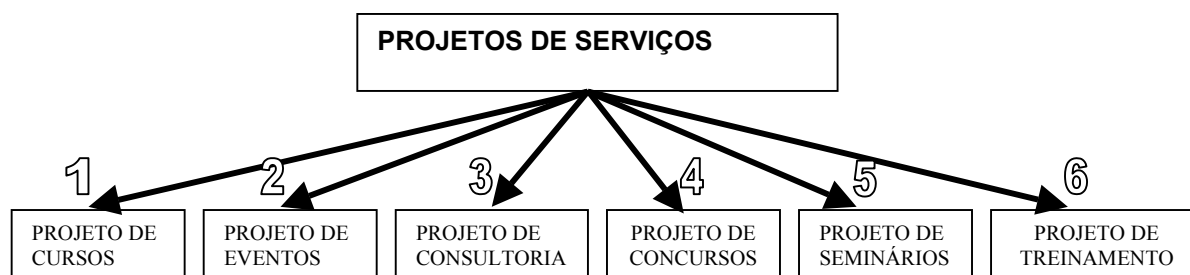 PROJETOS DE SERVIÇOS
1 2 3 4 5 6
PROJETO DE
CURSOS
PROJETO DE
EVENTOS
PROJETO DE
CONSULTORIA
PROJETO DE
CONCURSOS
PROJETO DE
SEMINÁRIOS
PROJETO DE
TREINAMENTO